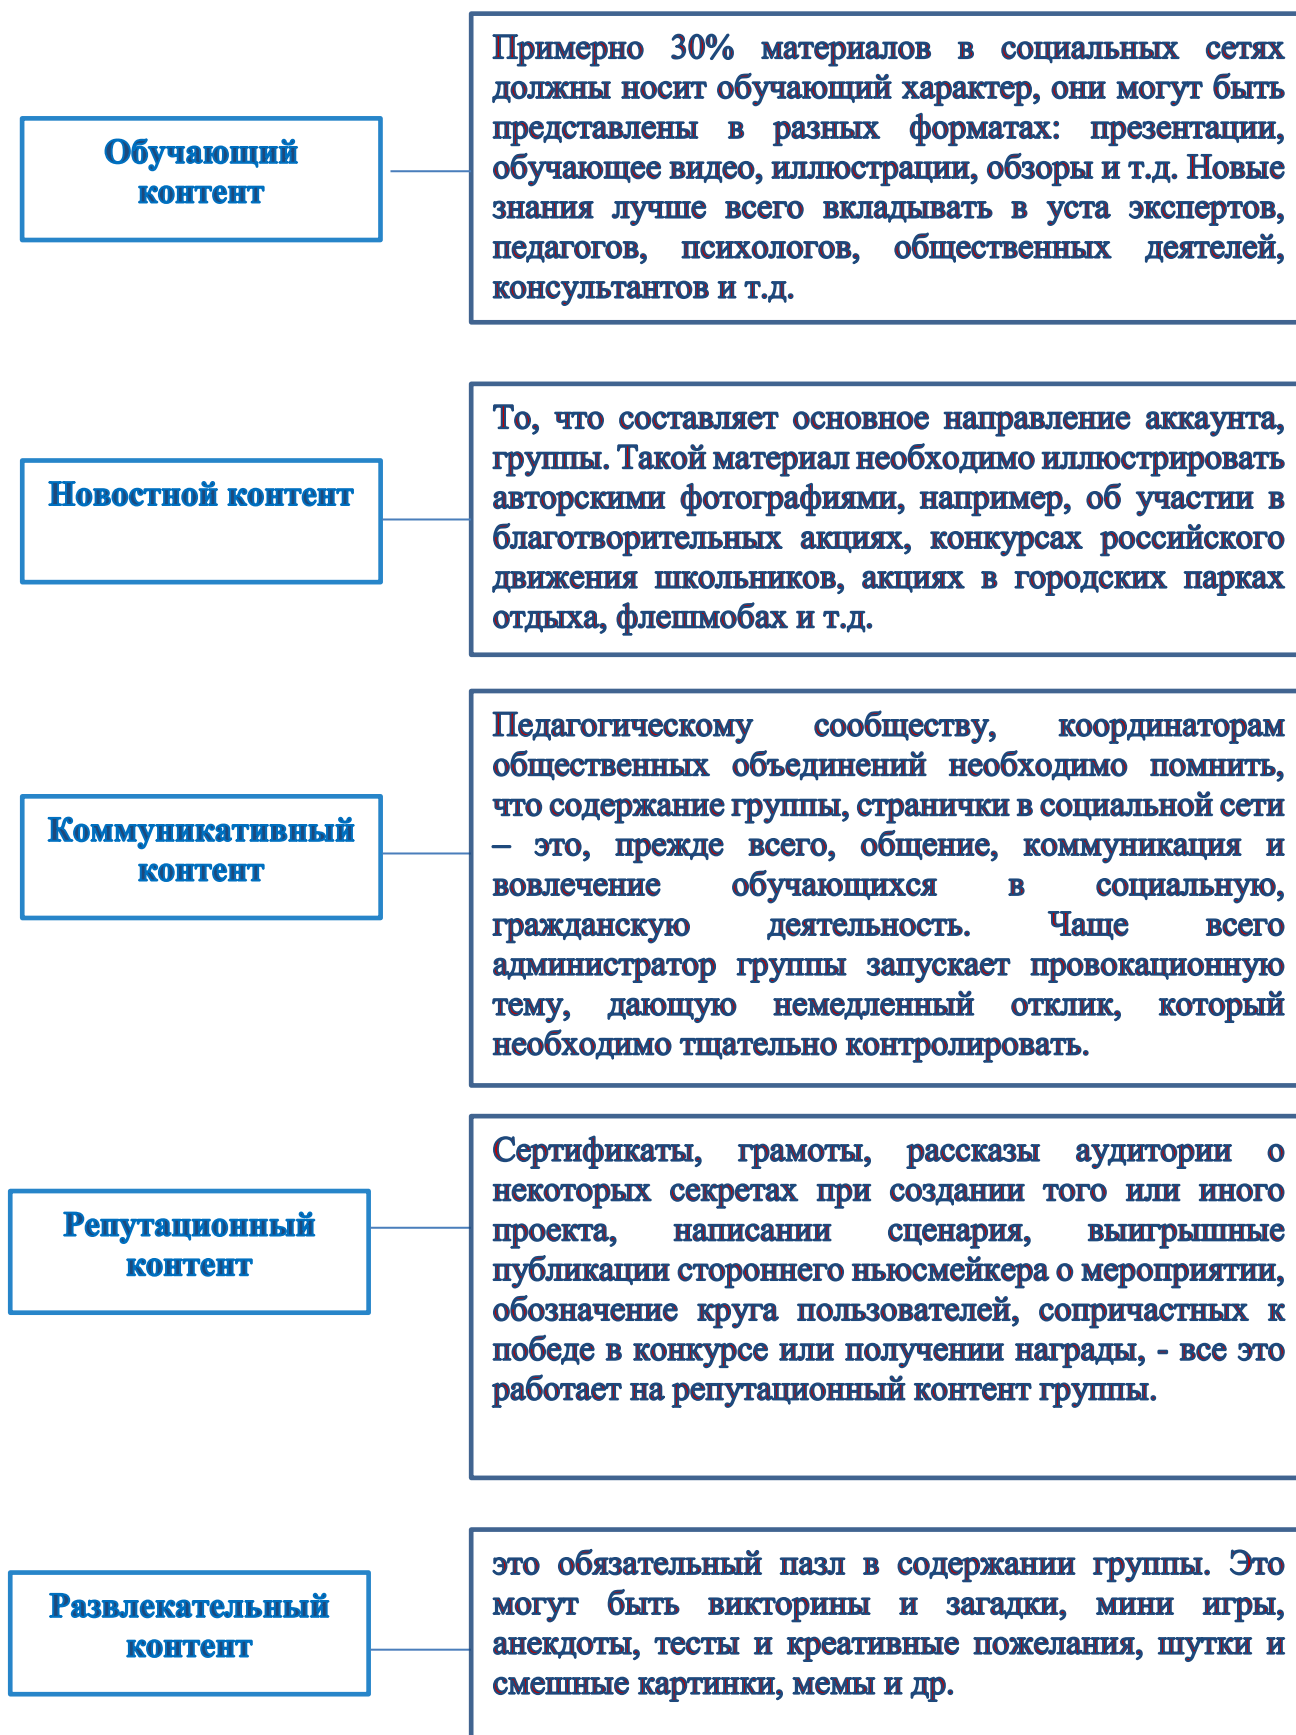 Обучающий
контент
Примерно 30% материалов в социальных сетях
должны носит обучающий характер, они могут быть
представлены в разных форматах: презентации,
обучающее видео, иллюстрации, обзоры и т.д. Новые
знания лучше всего вкладывать в уста экспертов,
педагогов, психологов, общественных деятелей,
консультантов и т.д.
Новостной контент
То, что составляет основное направление аккаунта,
группы. Такой материал необходимо иллюстрировать
авторскими фотографиями, например, об участии в
благотворительных акциях, конкурсах российского
движения школьников, акциях в городских парках
отдыха, флешмобах и т.д.
Коммуникативный
контент
Педагогическому сообществу, координаторам
общественных объединений необходимо помнить,
что содержание группы, странички в социальной сети
– это, прежде всего, общение, коммуникация и
вовлечение обучающихся в социальную,
гражданскую деятельность. Чаще всего
администратор группы запускает провокационную
тему, дающую немедленный отклик, который
необходимо тщательно контролировать.
Репутационный
контент
Сертификаты, грамоты, рассказы аудитории о
некоторых секретах при создании того или иного
проекта, написании сценария, выигрышные
публикации стороннего ньюсмейкера о мероприятии,
обозначение круга пользователей, сопричастных к
победе в конкурсе или получении награды, - все это
работает на репутационный контент группы.
Развлекательный
контент
это обязательный пазл в содержании группы. Это
могут быть викторины и загадки, мини игры,
анекдоты, тесты и креативные пожелания, шутки и
смешные картинки, мемы и др.